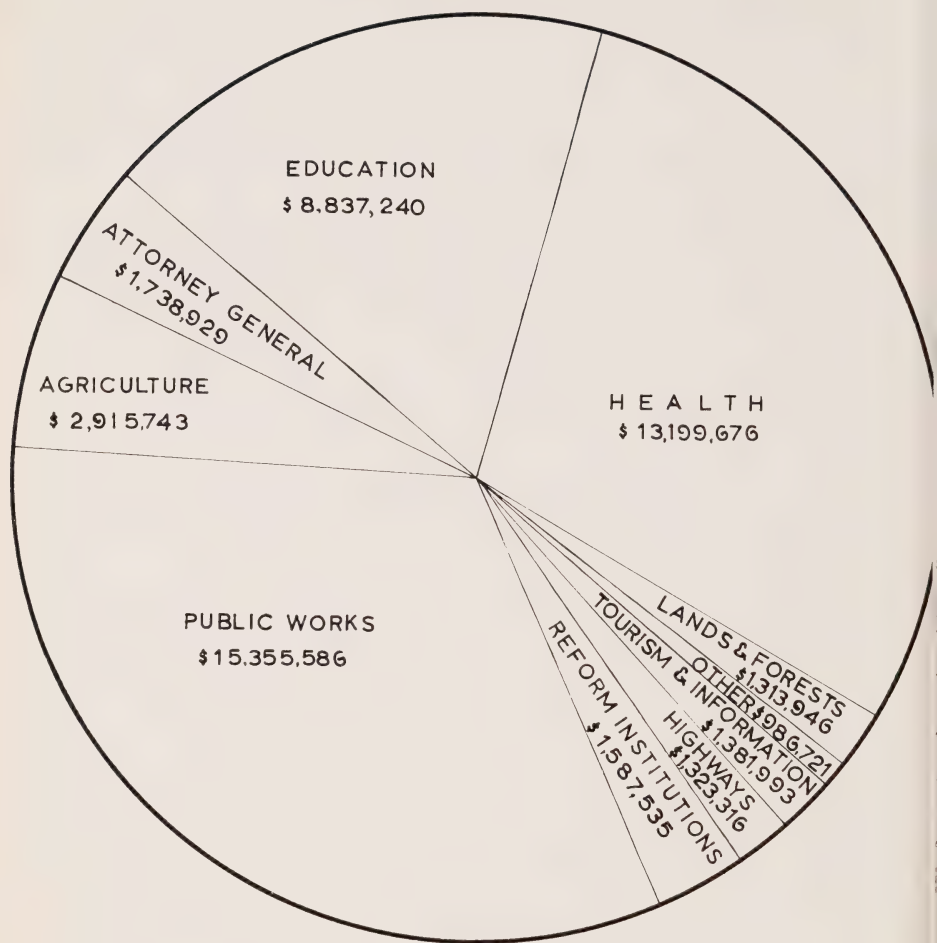 EDUCATION
$ 8.837,240
ATTORNEY GENERAL
$1,738,929
AGRICULTURE
$ 2,915,743
HEALTH
$ 13,199,676
PUBLIC WORKS
$15,355,586
LANDS & FORESTS
$1,313,946
OTHER $986,721
TOURISM & INFORMATION
$1,381,993
HIGHWAYS
$1,323,316
REFORM INSTITUTIONS
$1,587,535